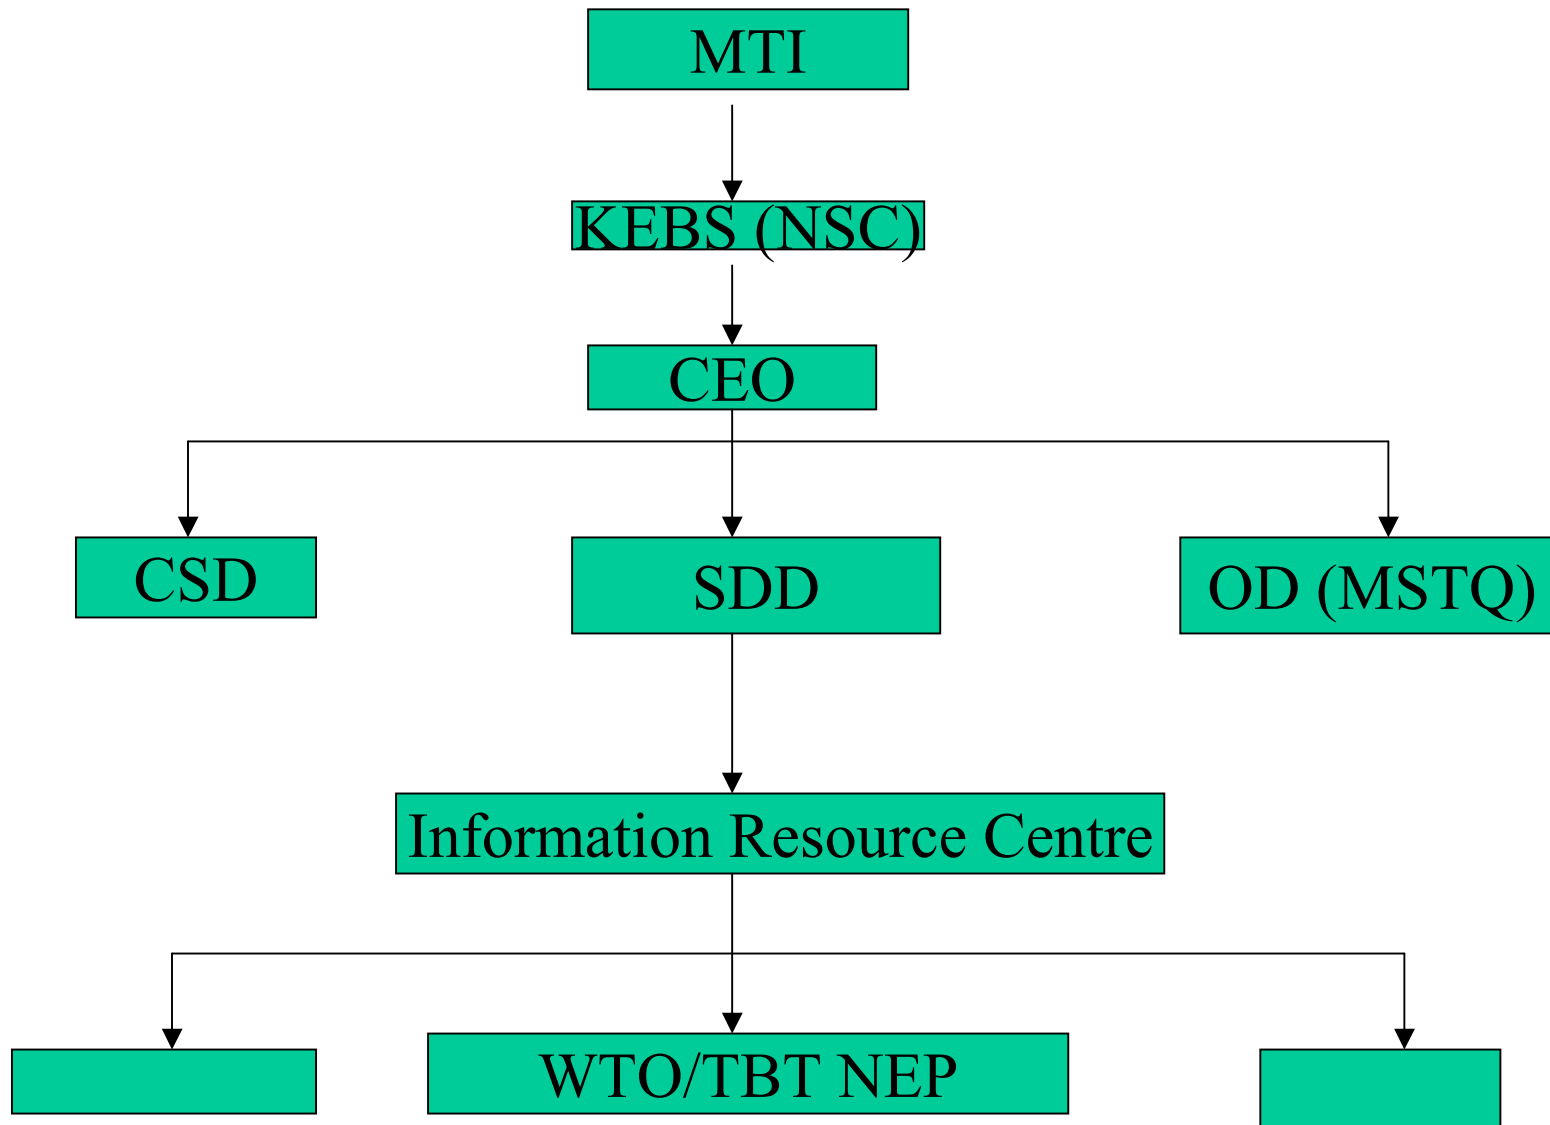 MTI
KEBS (NSC)
CEO
CSD
SDD
OD (MSTQ)
Information Resource Centre
WTO/TBT NEP